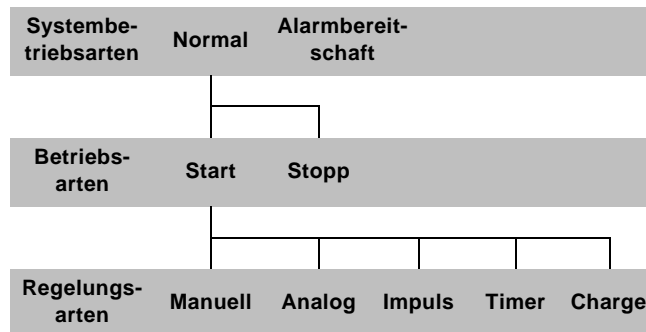 Systembe-
triebsarten
Normal
Alarmbereit-
schaft
Betriebs-
arten
Start
Stopp
Regelungs-
arten
Manuell
Analog
Impuls
Timer
Charge